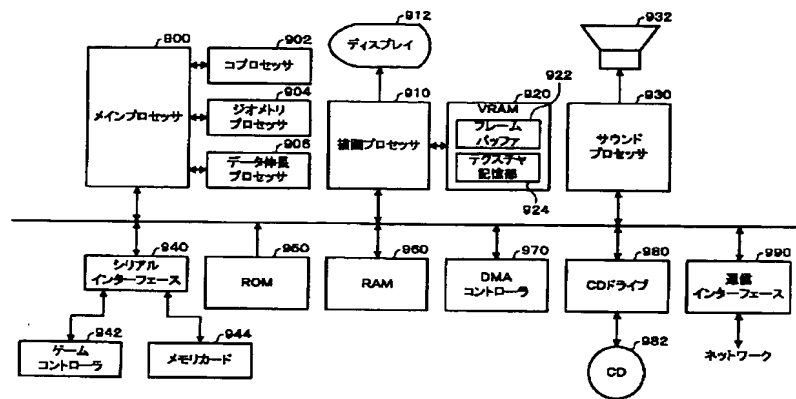 900
メインプロセッサ
902
コプロセッサ
904
ジオメトリ
プロセッサ
906
データ伸長
プロセッサ
912
ディスプレイ
910
描画プロセッサ
920
VRAM
922
フレーム
バッファ
テクスチャ
記憶部
924
932
930
サウンド
プロセッサ
940
シリアル
インターフェース
950
ROM
960
RAM
970
DMA
コントローラ
980
CDドライブ
990
通信
インターフェース
942
ゲーム
コントローラ
944
メモリカード
982
CD
ネットワーク